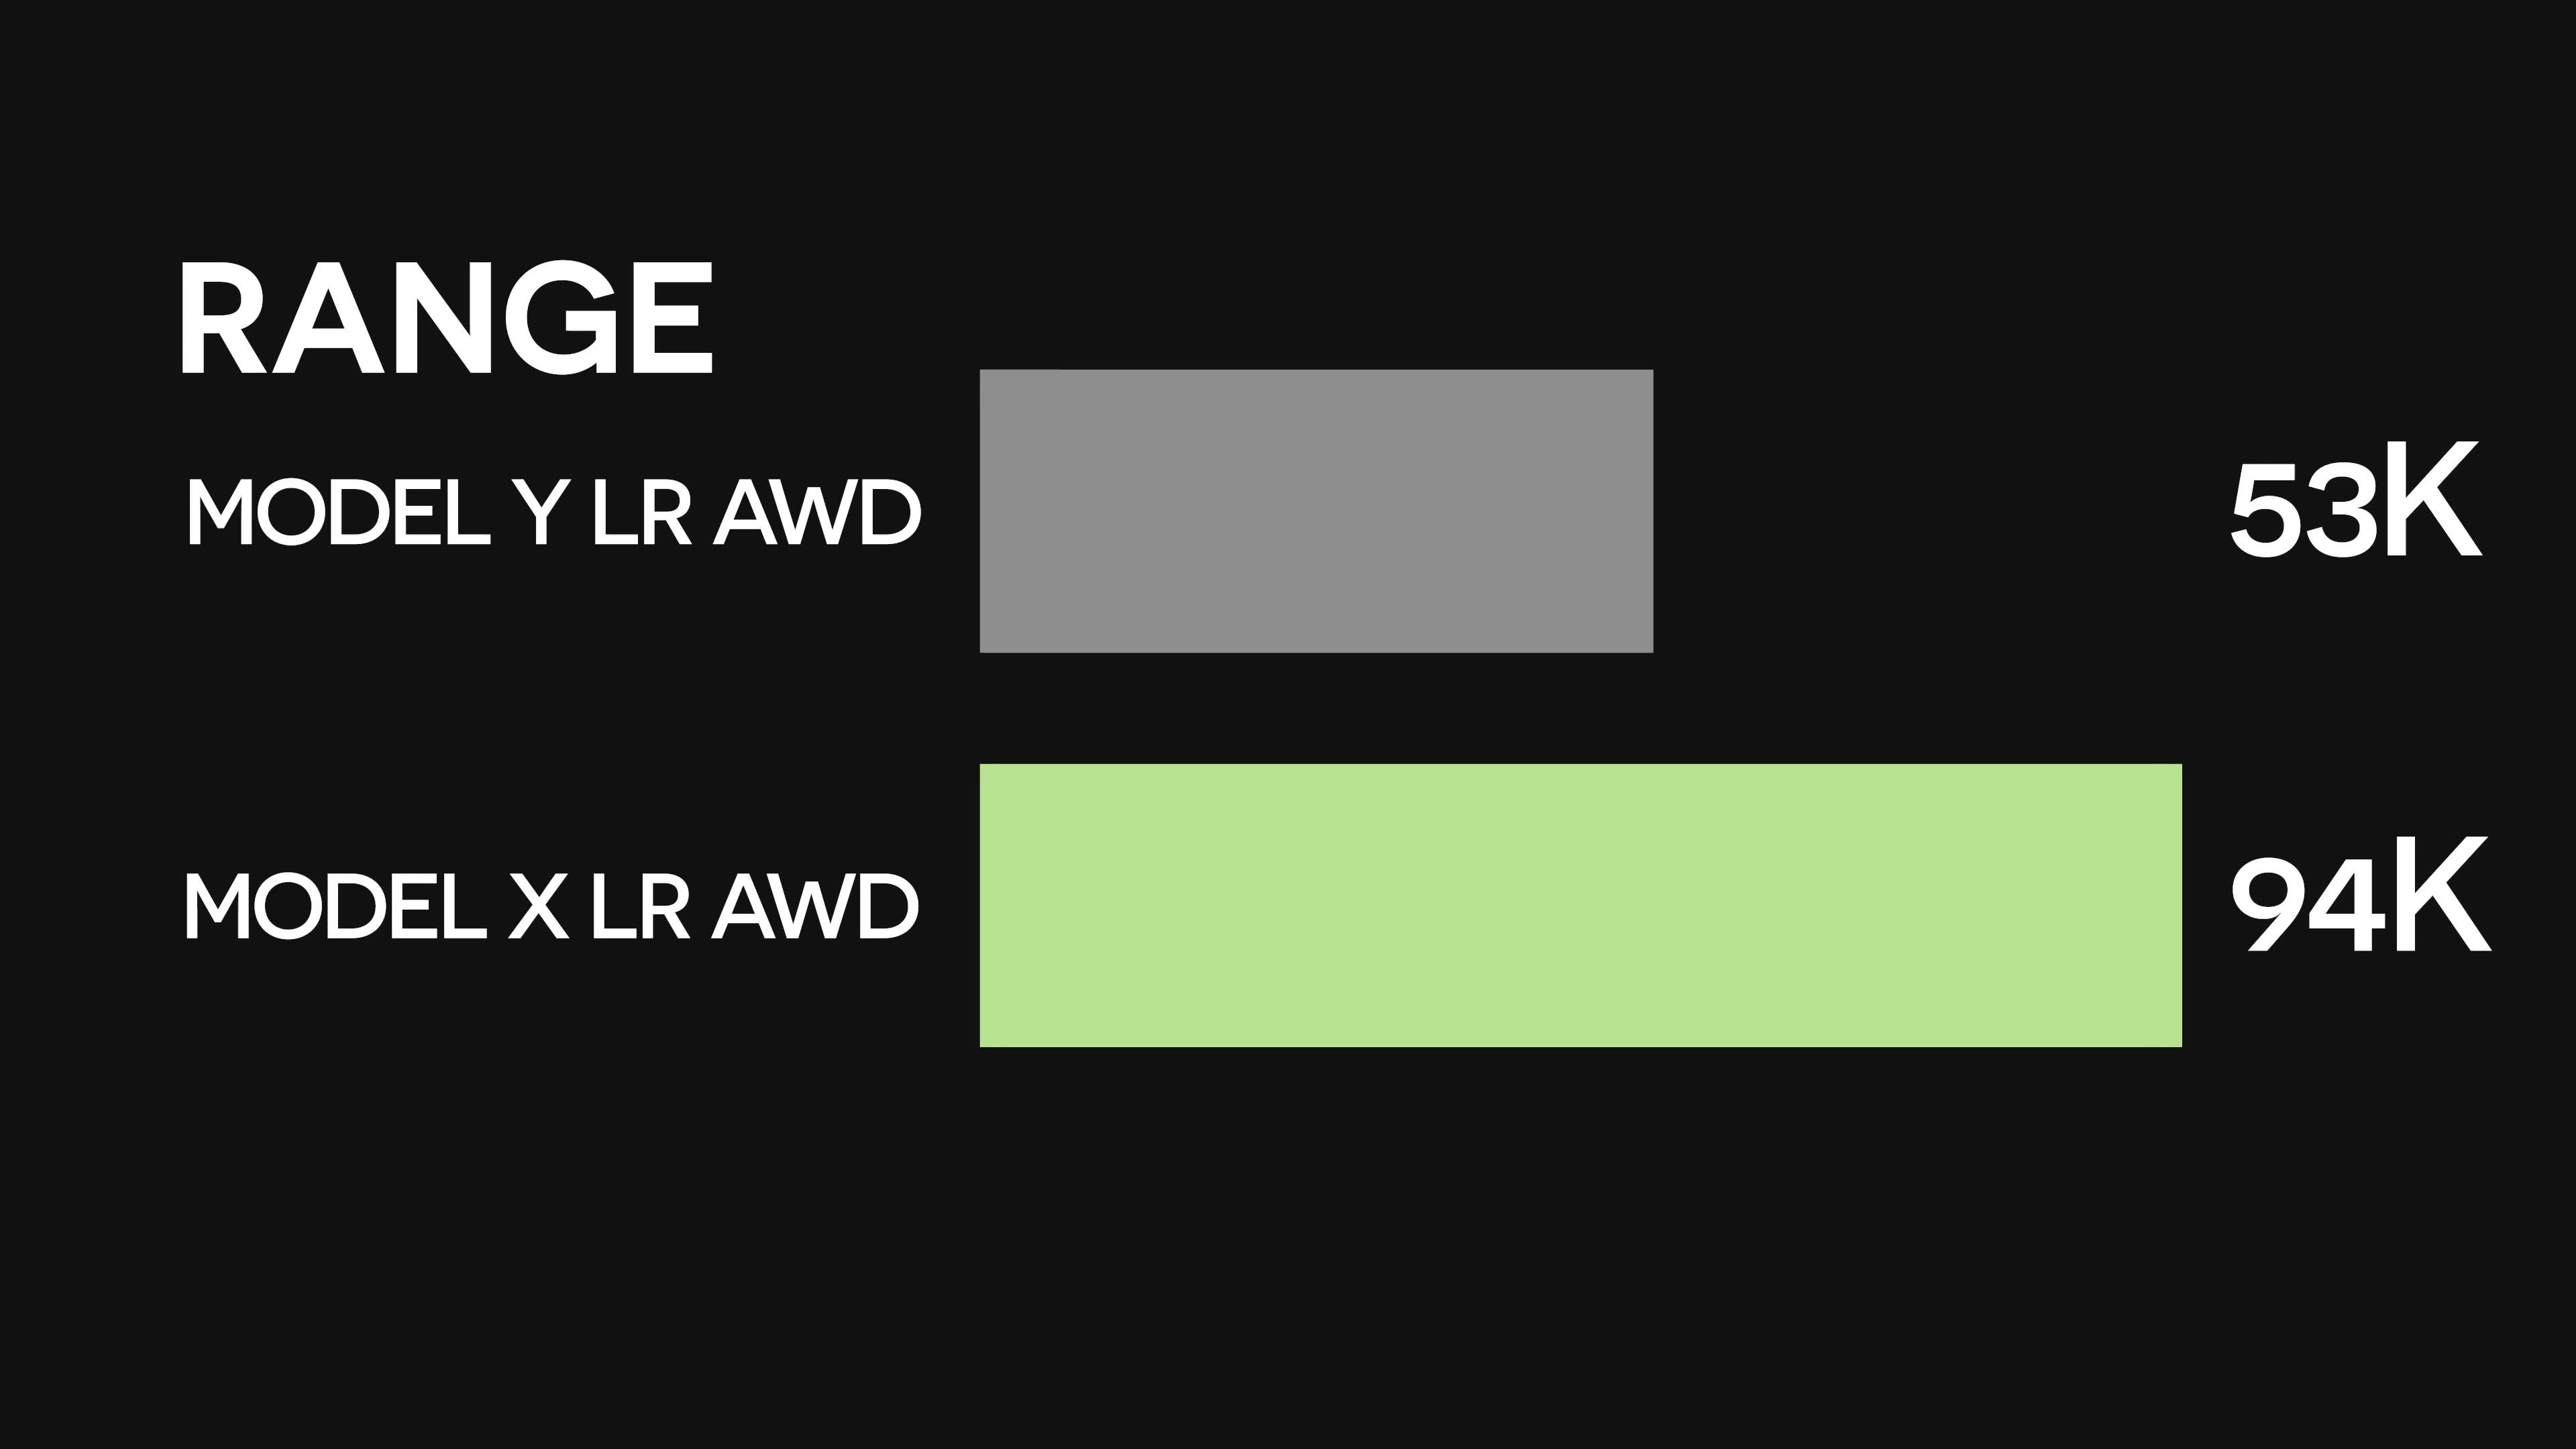 RANGE
MODEL Y LR AWD
53K
MODEL X LR AWD
94K